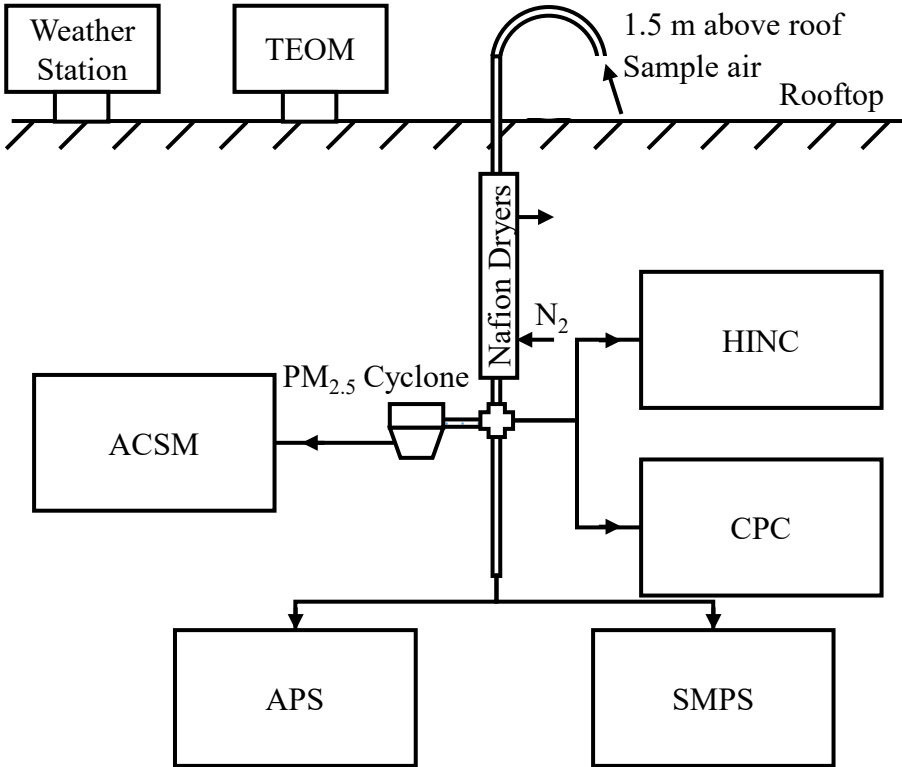 Weather
Station
TEOM
1.5 m above roof
Sample air
Rooftop
Nafion Dryers
N₂
HINC
PM₂.₅ Cyclone
ACSM
CPC
APS
SMPS